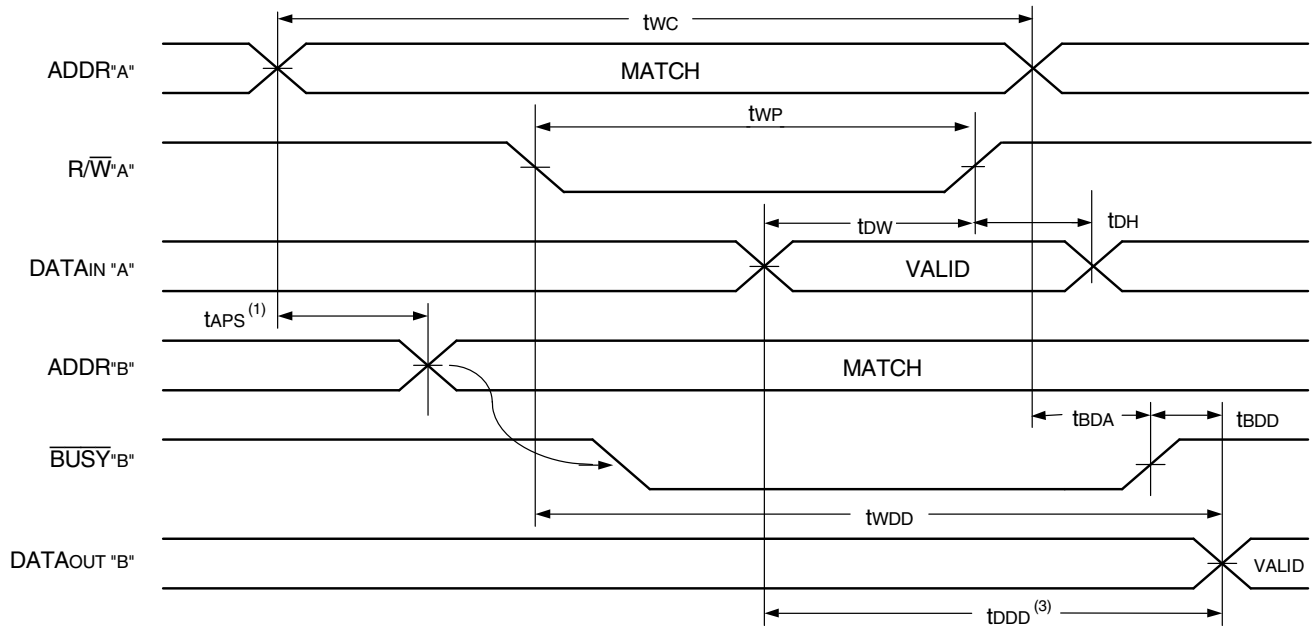 tWC
ADDR"A"
MATCH
tWP
R/W̅"A"
tDW
tDH
DATAIN "A"
VALID
tAPS (1)
ADDR"B"
MATCH
tBDA
tBDD
B̅U̅S̅Y̅"B"
tWDD
DATAOUT "B"
VALID
tDDD (3)